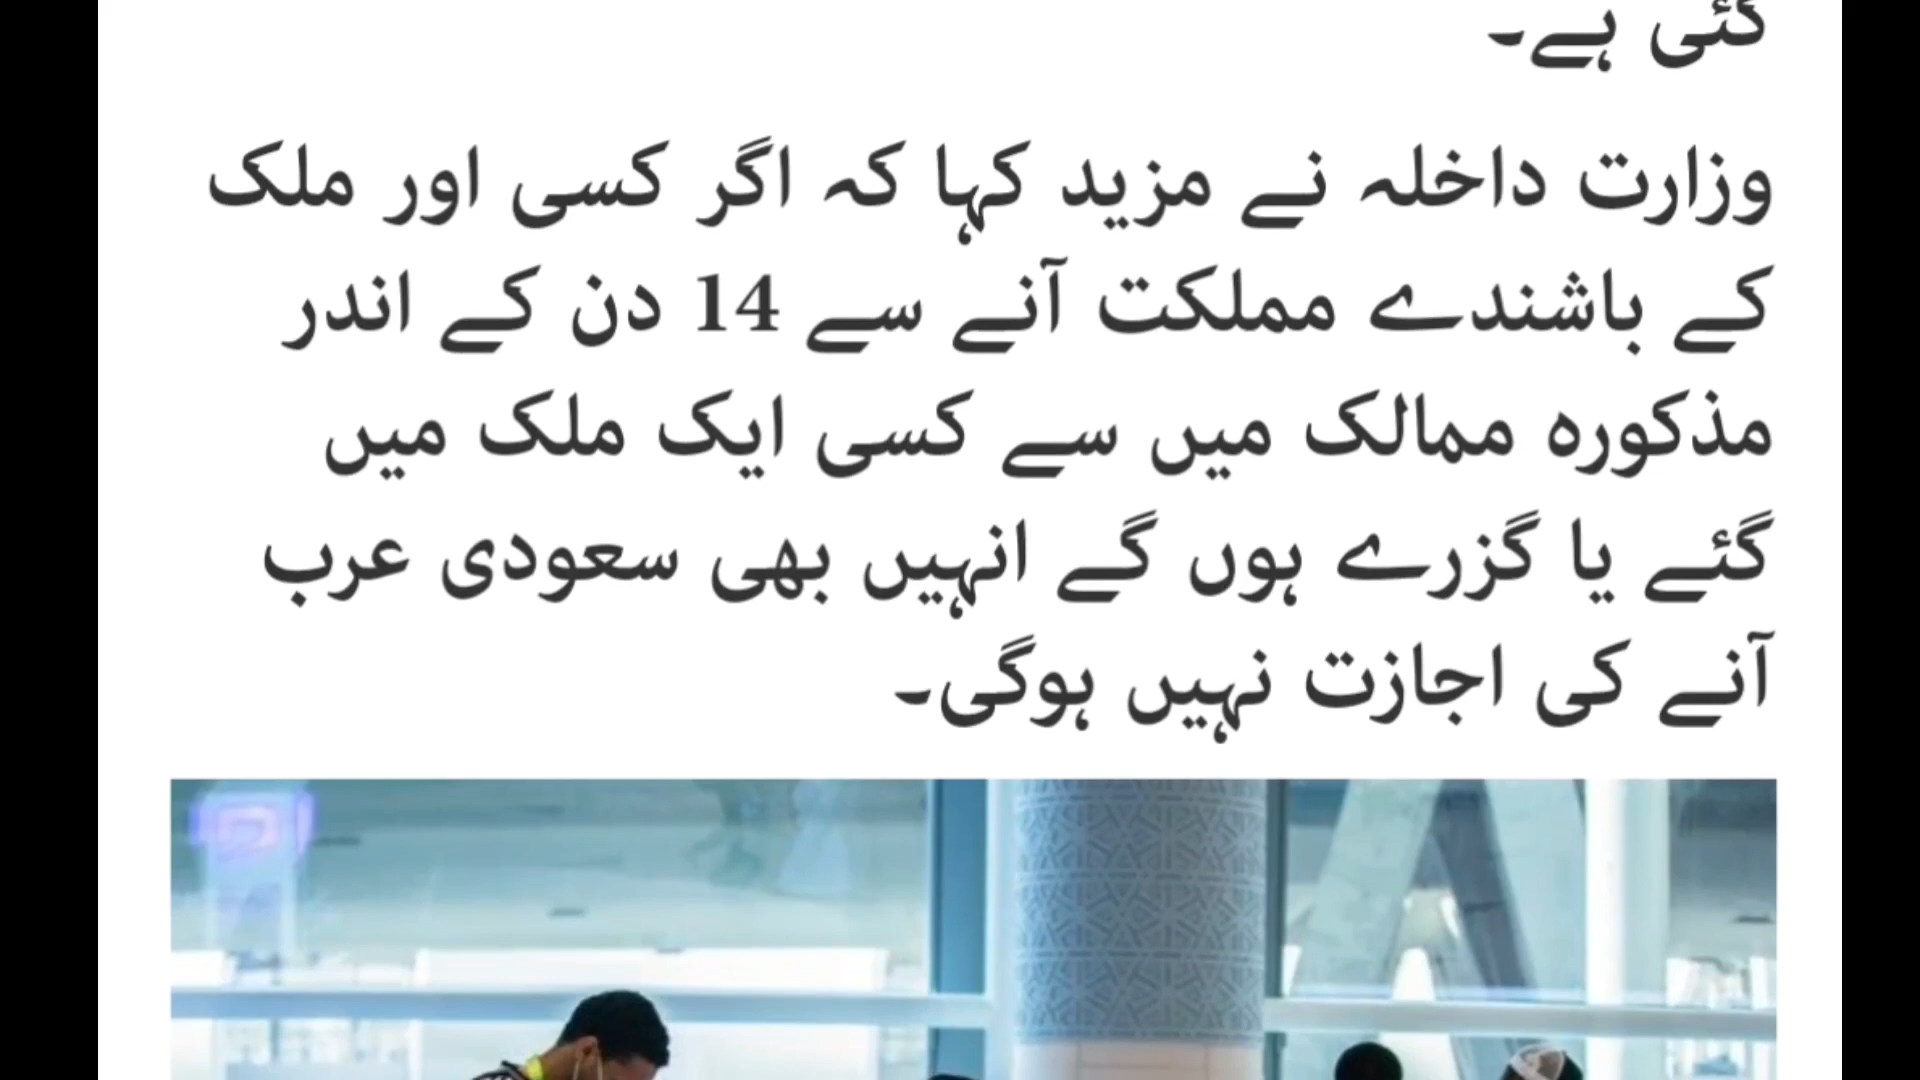 گئی ہے۔
وزارت داخلہ نے مزید کہا کہ اگر کسی اور ملک
کے باشندے مملکت آنے سے 14 دن کے اندر
مذکورہ ممالک میں سے کسی ایک ملک میں
گئے یا گزرے ہوں گے انہیں بھی سعودی عرب
آنے کی اجازت نہیں ہوگی۔